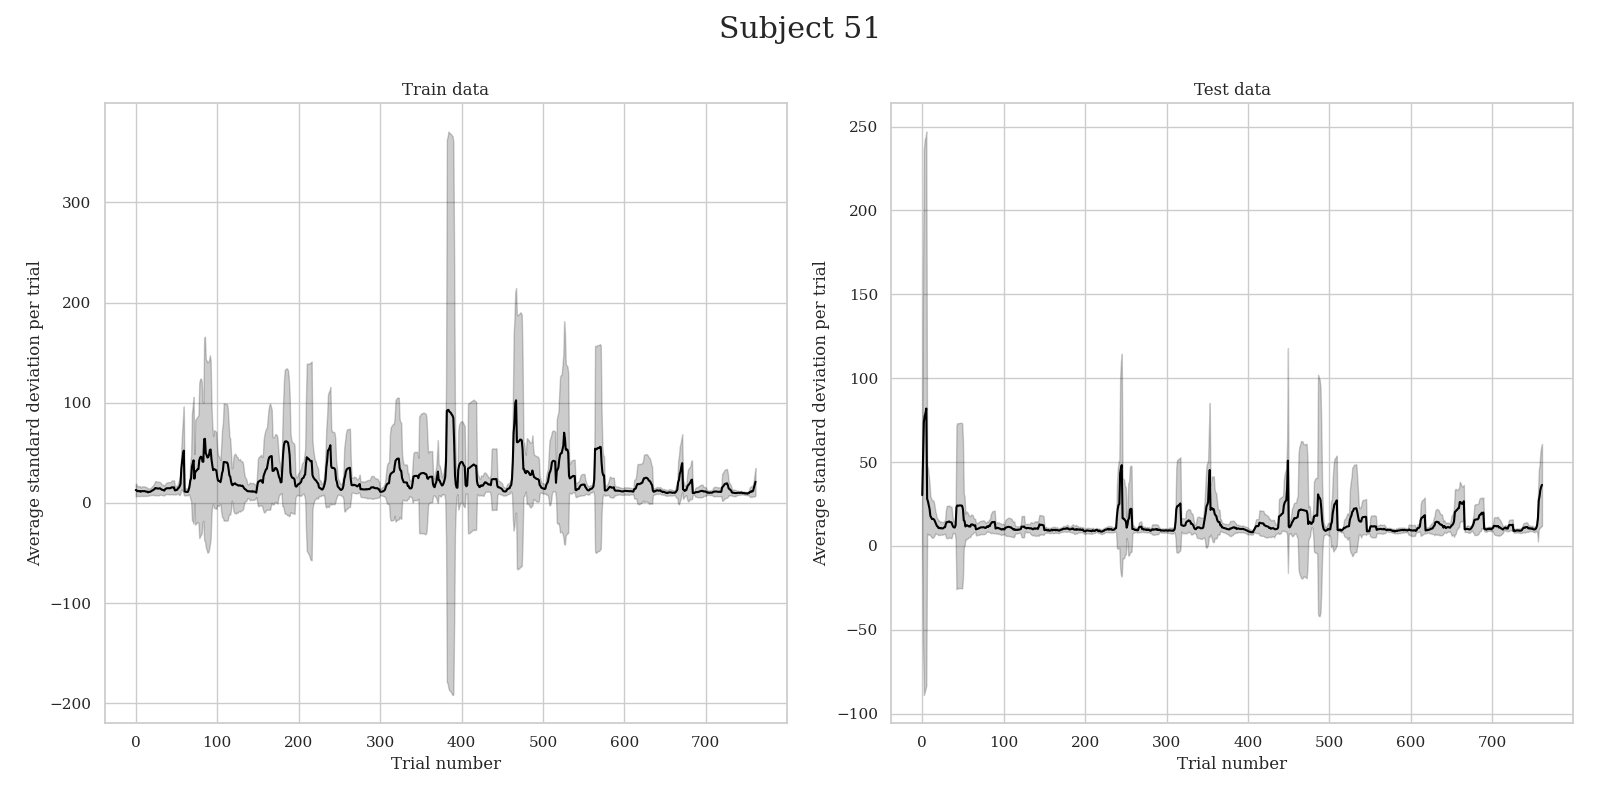 Subject 51
Train data
Average standard deviation per trial
300
200
100
0
−100
−200
0 100 200 300 400 500 600 700
Trial number
Test data
Average standard deviation per trial
250
200
150
100
50
0
−50
−100
0 100 200 300 400 500 600 700
Trial number